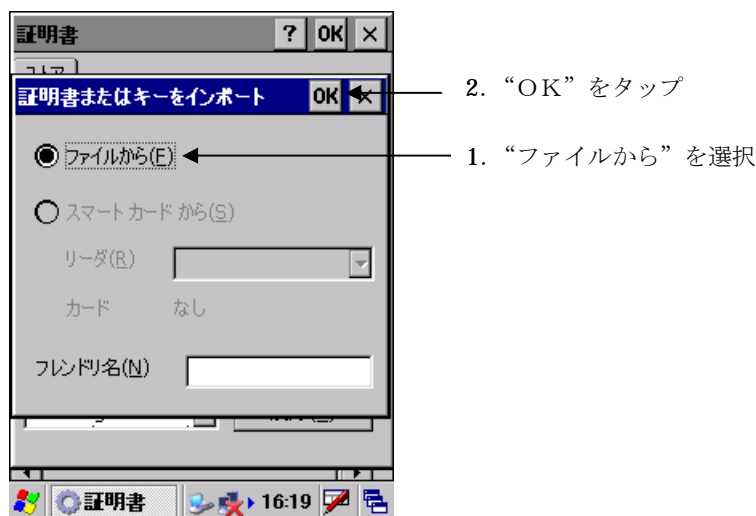 証明書 ? OK ×
ストア
証明書またはキーをインポート OK ×
2. “ＯＫ”をタップ
ファイルから(F)
1. “ファイルから”を選択
スマート カード から(S)
リーダ(R)
カード なし
フレンドリ名(N)
証明書 16:19